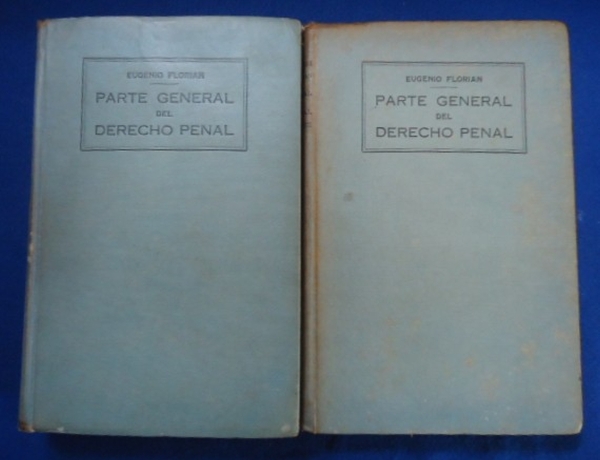 EUGENIO FLORIAN
PARTE GENERAL
DEL
DERECHO PENAL
EUGENIO FLORIAN
PARTE GENERAL
DEL
DERECHO PENAL